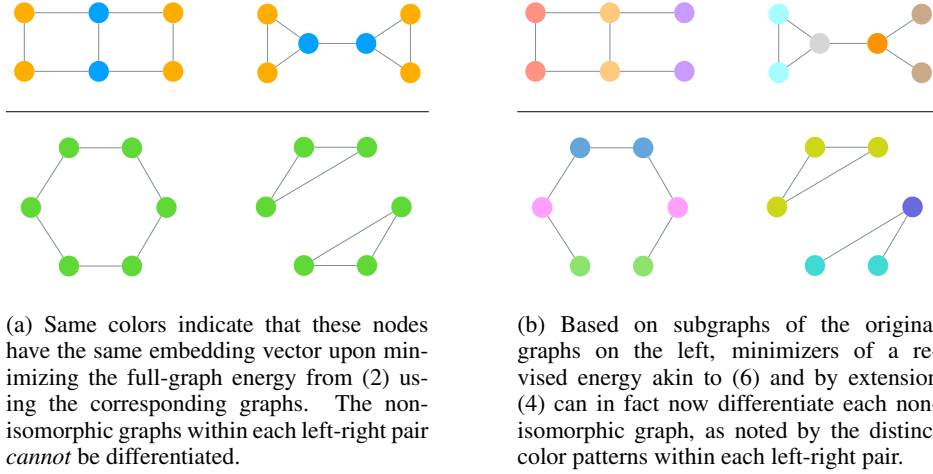 (a) Same colors indicate that these nodes
have the same embedding vector upon min-
imizing the full-graph energy from (2) us-
ing the corresponding graphs. The non-
isomorphic graphs within each left-right pair
cannot be differentiated.
(b) Based on subgraphs of the origina
graphs on the left, minimizers of a re-
vised energy akin to (6) and by extension
(4) can in fact now differentiate each non-
isomorphic graph, as noted by the distinc
color patterns within each left-right pair.